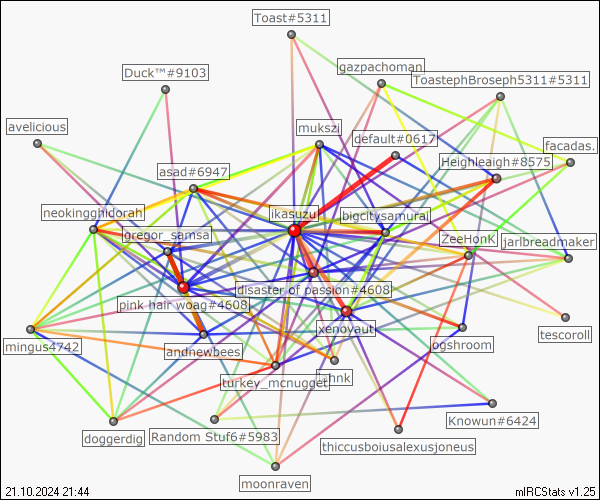 Toast#5311
gazpachoman
Duck™#9103
ToastephBroseph5311#5311
avelicious
mukszi
default#0617
facadas.
asad#6947
Heighleigh#8575
neokingghidorah
ikasuzu
bigcitysamurai
gregor_samsa
ZeeHonK
jarlbreadmaker
disaster of passion#4608
pink hair woag#4608
xenoyaut
tescoroll
mingus4742
andnewbees
ogshroom
turkey_mcnugget
doggerdig
Random Stuf6#5983
Knowun#6424
thiccusboiusalexusjoneus
moonraven
21.10.2024 21:44
mIRCStats v1.25